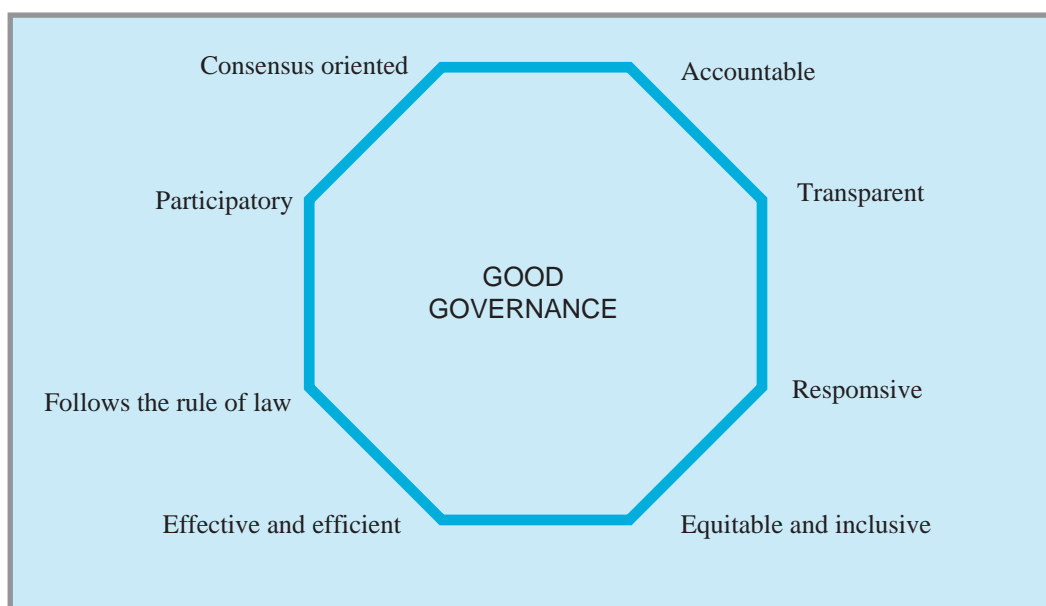 Consensus oriented
Accountable
Participatory
Transparent
GOOD
GOVERNANCE
Follows the rule of law
Respomsive
Effective and efficient
Equitable and inclusive